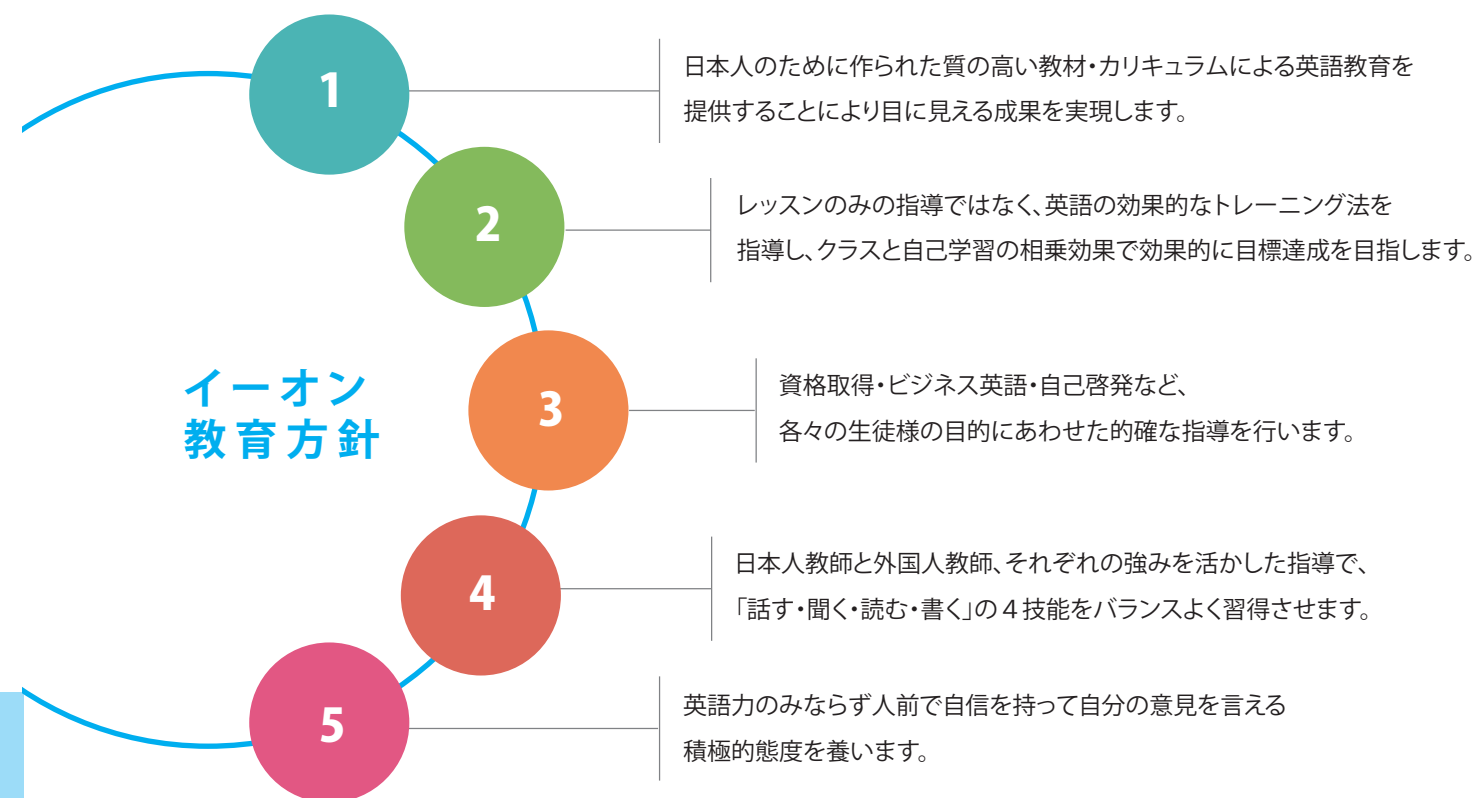 イーオン
教育方針
1
日本人のために作られた質の高い教材・カリキュラムによる英語教育を
提供することにより目に見える成果を実現します。
2
レッスンのみの指導ではなく、英語の効果的なトレーニング法を
指導し、クラスと自己学習の相乗効果で効果的に目標達成を目指します。
3
資格取得・ビジネス英語・自己啓発など、
各々の生徒様の目的にあわせた的確な指導を行います。
4
日本人教師と外国人教師、それぞれの強みを活かした指導で、
「話す・聞く・読む・書く」の4技能をバランスよく習得させます。
5
英語力のみならず人前で自信を持って自分の意見を言える
積極的態度を養います。